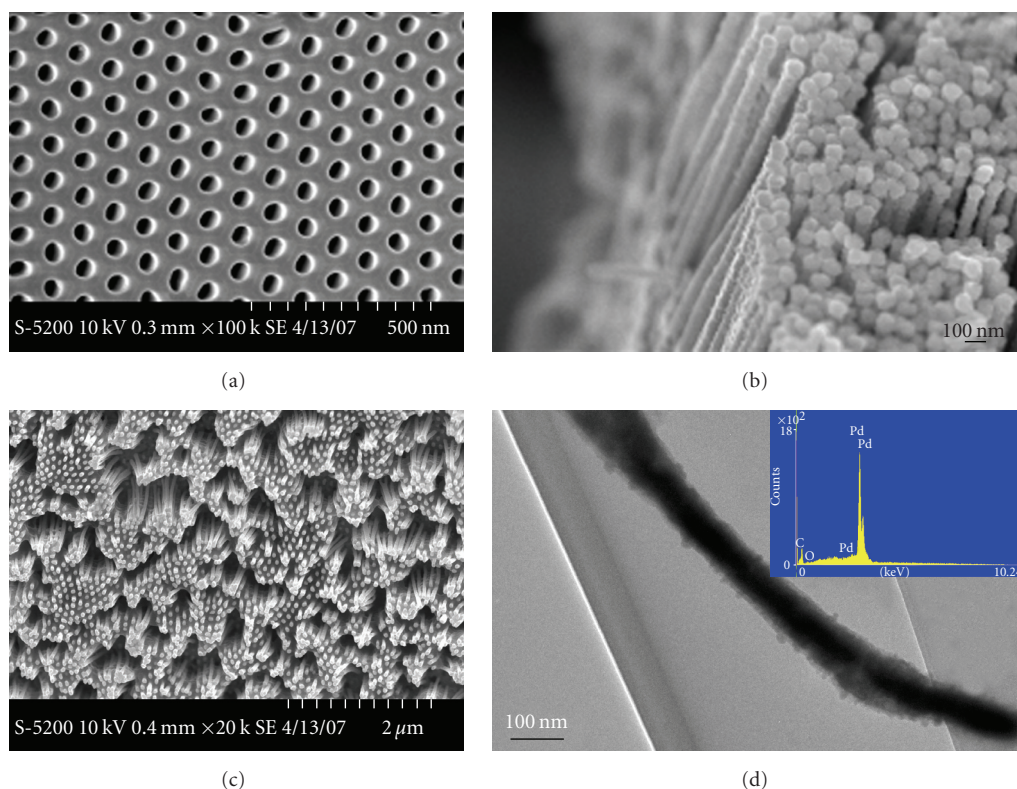 S-5200 10 kV 0.3 mm ×100 k SE 4/13/07 500 nm
(a)
100 nm
(b)
S-5200 10 kV 0.4 mm ×20 k SE 4/13/07 2 μm
(c)
×10²
18
Pd
Pd
Counts
C
O
Pd
0
0
(keV)
100 nm
(d)